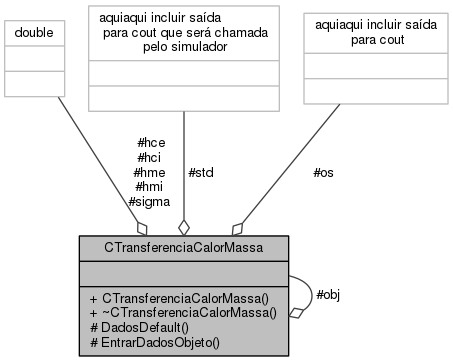 double
aquiaqui incluir saída
para cout que será chamada
pelo simulador
aquiaqui incluir saída
para cout
#hce
#hci
#hme
#hmi
#sigma
#std
#os
CTransferenciaCalorMassa
+ CTransferenciaCalorMassa()
+ ~CTransferenciaCalorMassa()
# DadosDefault()
# EntrarDadosObjeto()
#obj